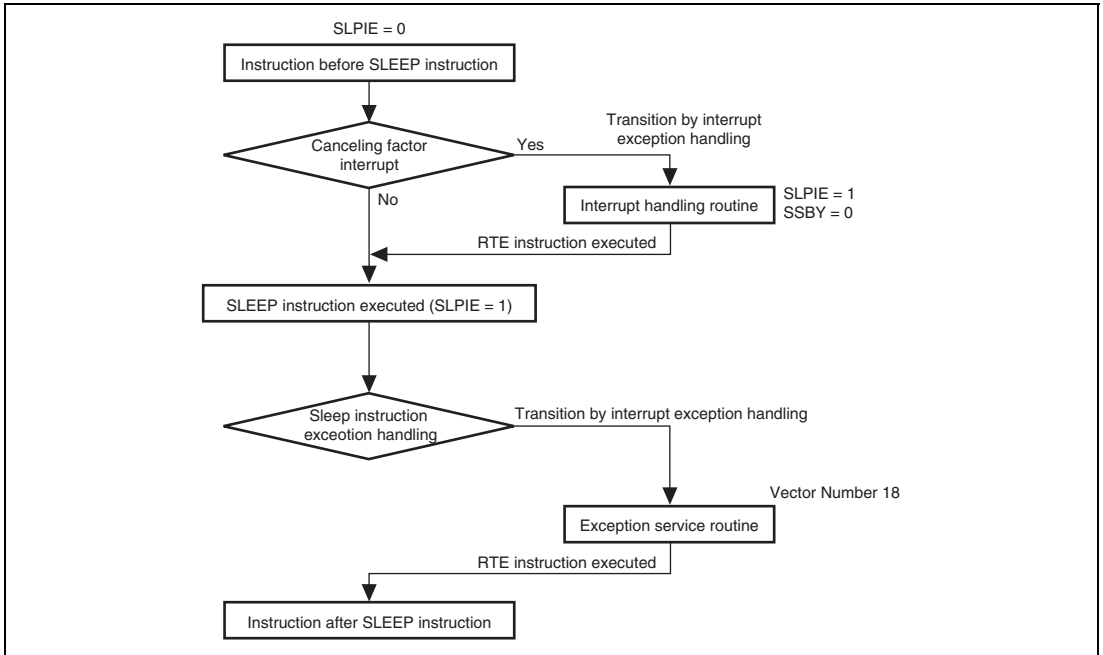 SLPIE = 0
Instruction before SLEEP instruction
Canceling factor
interrupt
Yes
Transition by interrupt
exception handling
No
Interrupt handling routine
SLPIE = 1
SSBY = 0
RTE instruction executed
SLEEP instruction executed (SLPIE = 1)
Sleep instruction
exceotion handling
Transition by interrupt exception handling
Vector Number 18
Exception service routine
RTE instruction executed
Instruction after SLEEP instruction